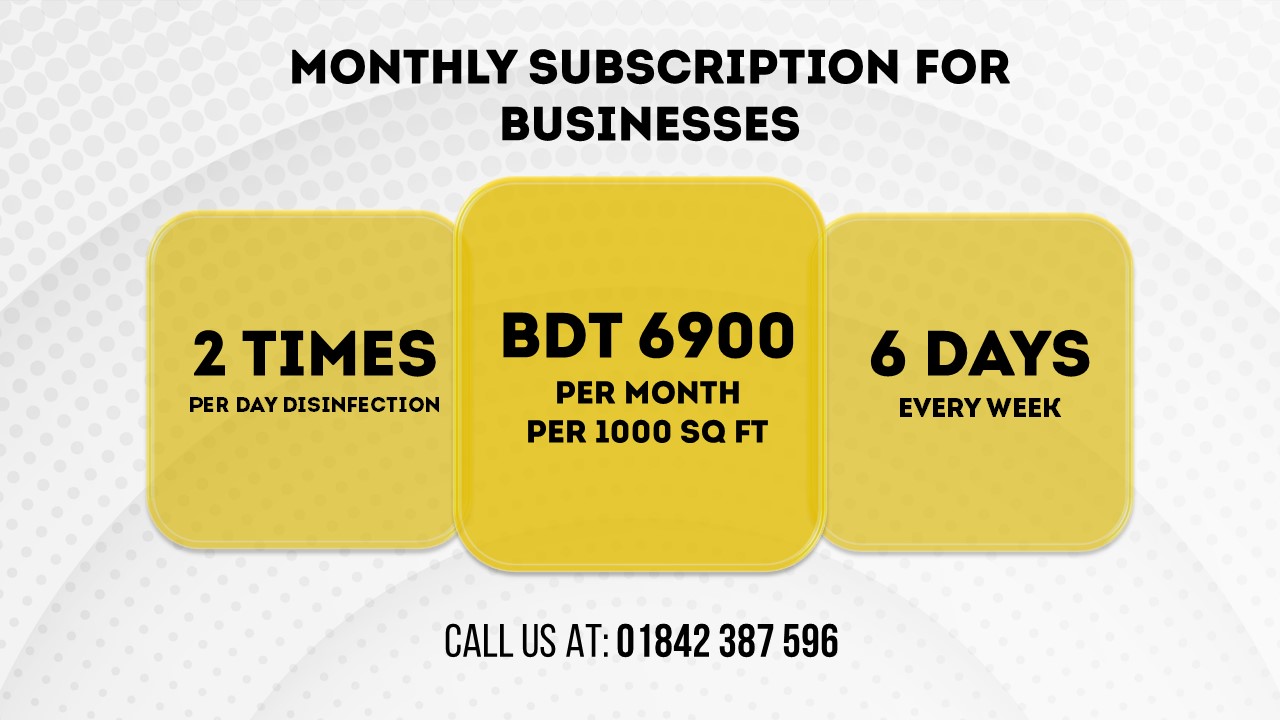 MONTHLY SUBSCRIPTION FOR
BUSINESSES
2 TIMES
PER DAY DISINFECTION
BDT 6900
PER MONTH
PER 1000 SQ FT
6 DAYS
EVERY WEEK
CALL US AT: 01842 387 596